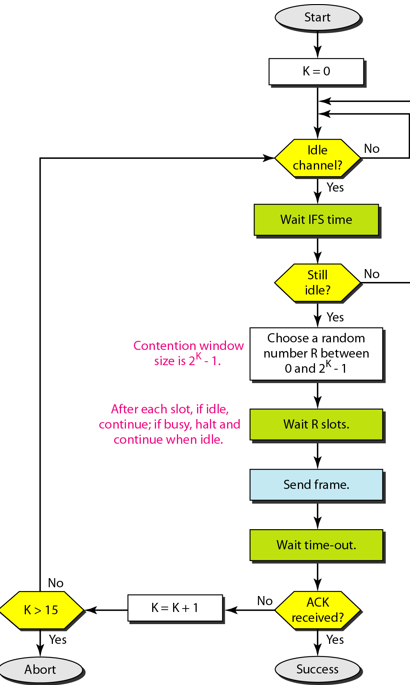 Start
K = 0
Idle
channel?
No
Yes
Wait IFS time
Still
idle?
No
Yes
Contention window
size is 2^K - 1.
Choose a random
number R between
0 and 2^K - 1
After each slot, if idle,
continue; if busy, halt and
continue when idle.
Wait R slots.
Send frame.
Wait time-out.
ACK
received?
No
K = K + 1
K > 15
No
Yes
Abort
Yes
Success